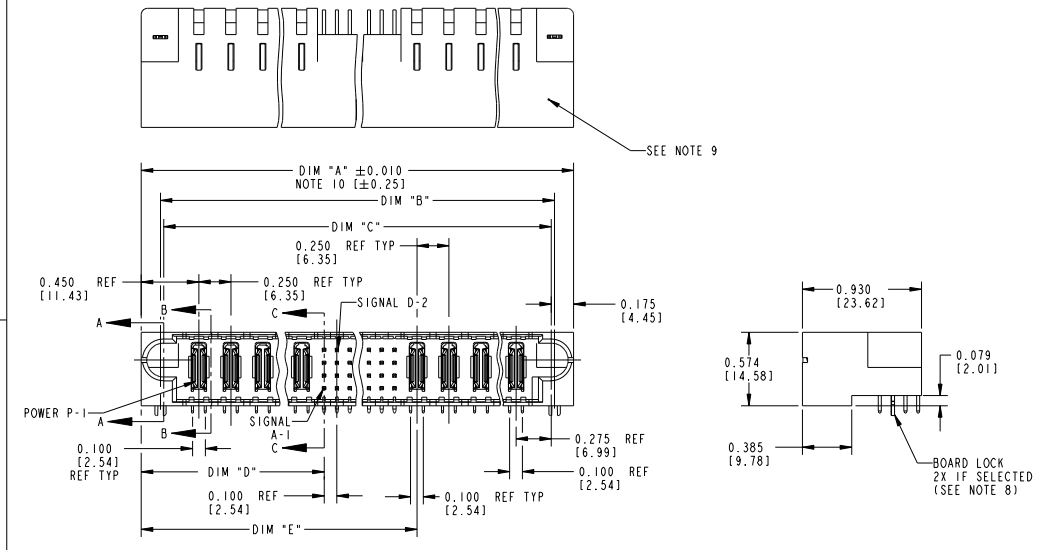 SEE NOTE 9
DIM "A" ±0.010
NOTE 10 [±0.25]
DIM "B"
DIM "C"
0.250 REF TYP
[6.35]
0.450 REF
[11.43]
0.250 REF TYP
[6.35]
SIGNAL D-2
0.175
[4.45]
B
C
A
POWER P-1
A
B
SIGNAL
A-1
C
0.100
[2.54]
REF TYP
0.275 REF
[6.99]
DIM "D"
0.100 REF
[2.54]
0.100 REF
[2.54]
0.100 REF TYP
[2.54]
DIM "E"
0.930
[23.62]
0.574
[14.58]
0.079
[2.01]
0.385
[9.78]
BOARD LOCK
2X IF SELECTED
(SEE NOTE 8)